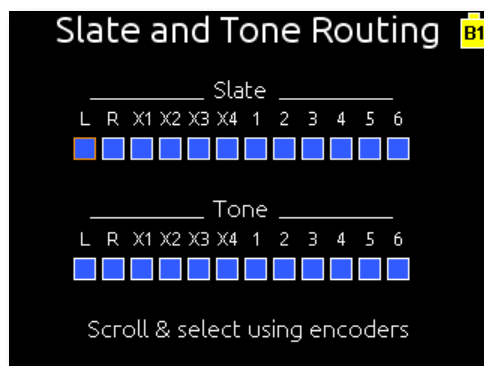 Slate and Tone Routing B1
Slate
L R X1 X2 X3 X4 1 2 3 4 5 6
Tone
L R X1 X2 X3 X4 1 2 3 4 5 6
Scroll & select using encoders